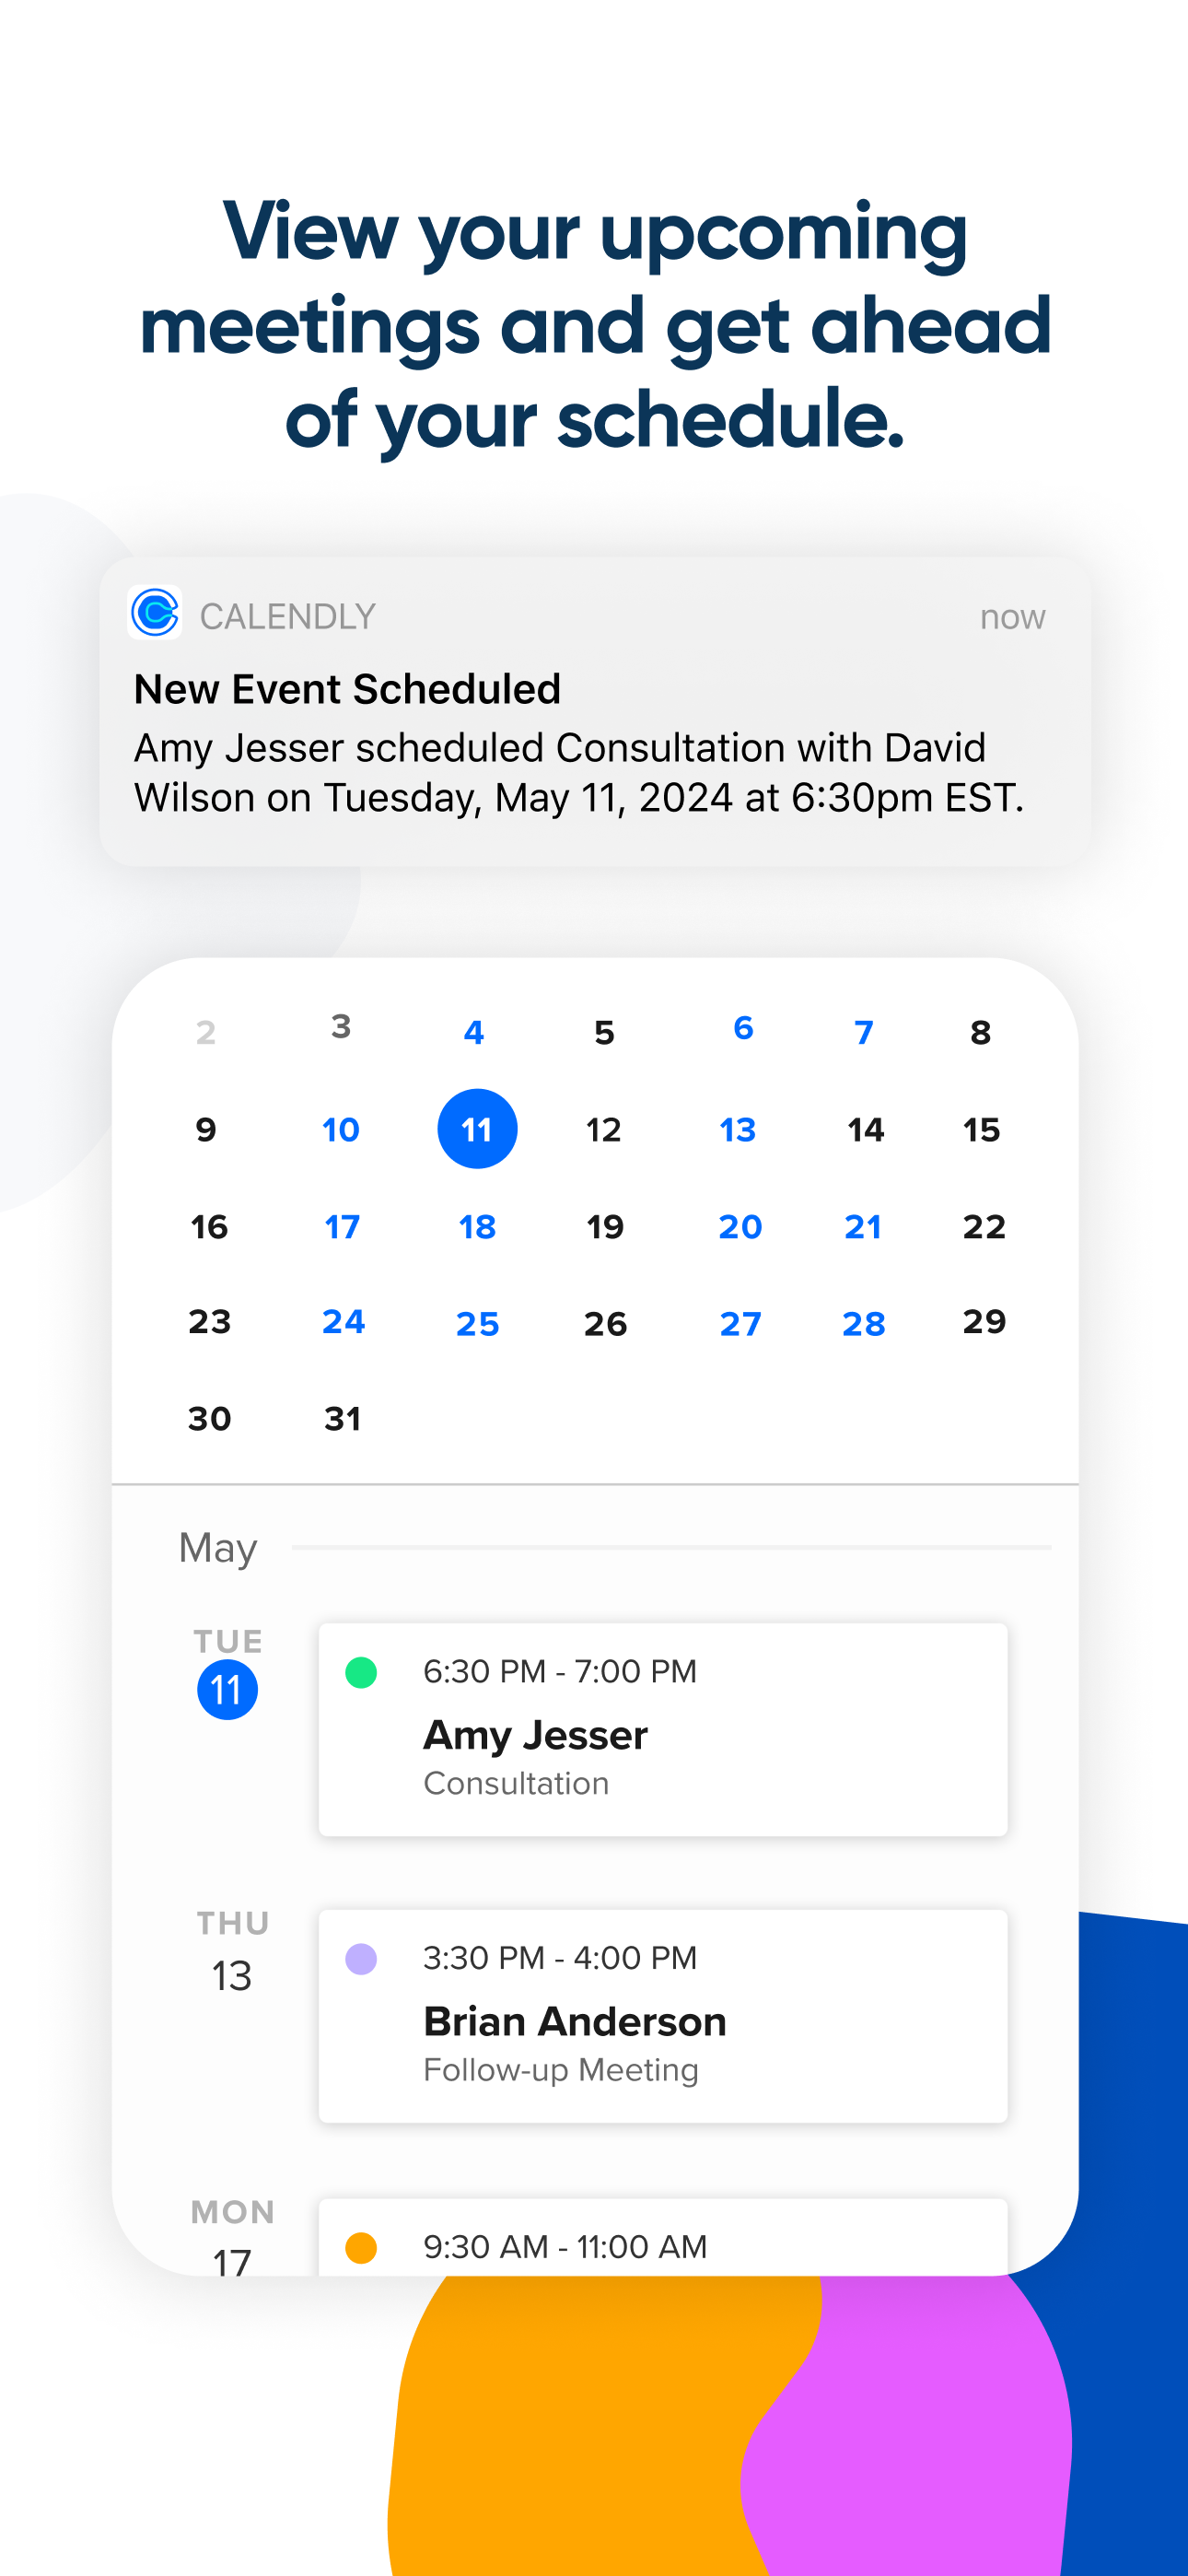 View your upcoming
meetings and get ahead
of your schedule.
CALENDLY now
New Event Scheduled
Amy Jesser scheduled Consultation with David
Wilson on Tuesday, May 11, 2024 at 6:30pm EST.
2 3 4 5 6 7 8
9 10 11 12 13 14 15
16 17 18 19 20 21 22
23 24 25 26 27 28 29
30 31
May
TUE
11
6:30 PM - 7:00 PM
Amy Jesser
Consultation
THU
13
3:30 PM - 4:00 PM
Brian Anderson
Follow-up Meeting
MON
17
9:30 AM - 11:00 AM